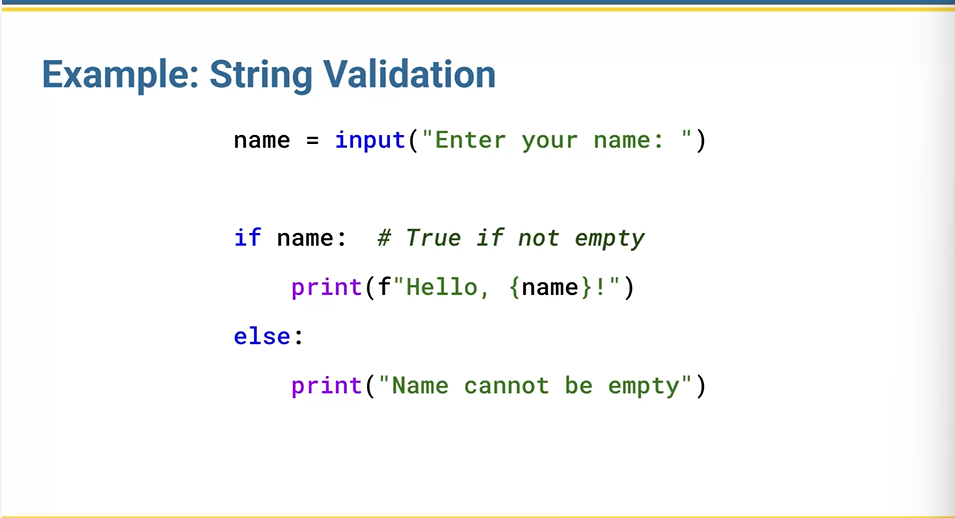 Example: String Validation
name = input("Enter your name: ")
if name:  # True if not empty
    print(f"Hello, {name}!")
else:
    print("Name cannot be empty")